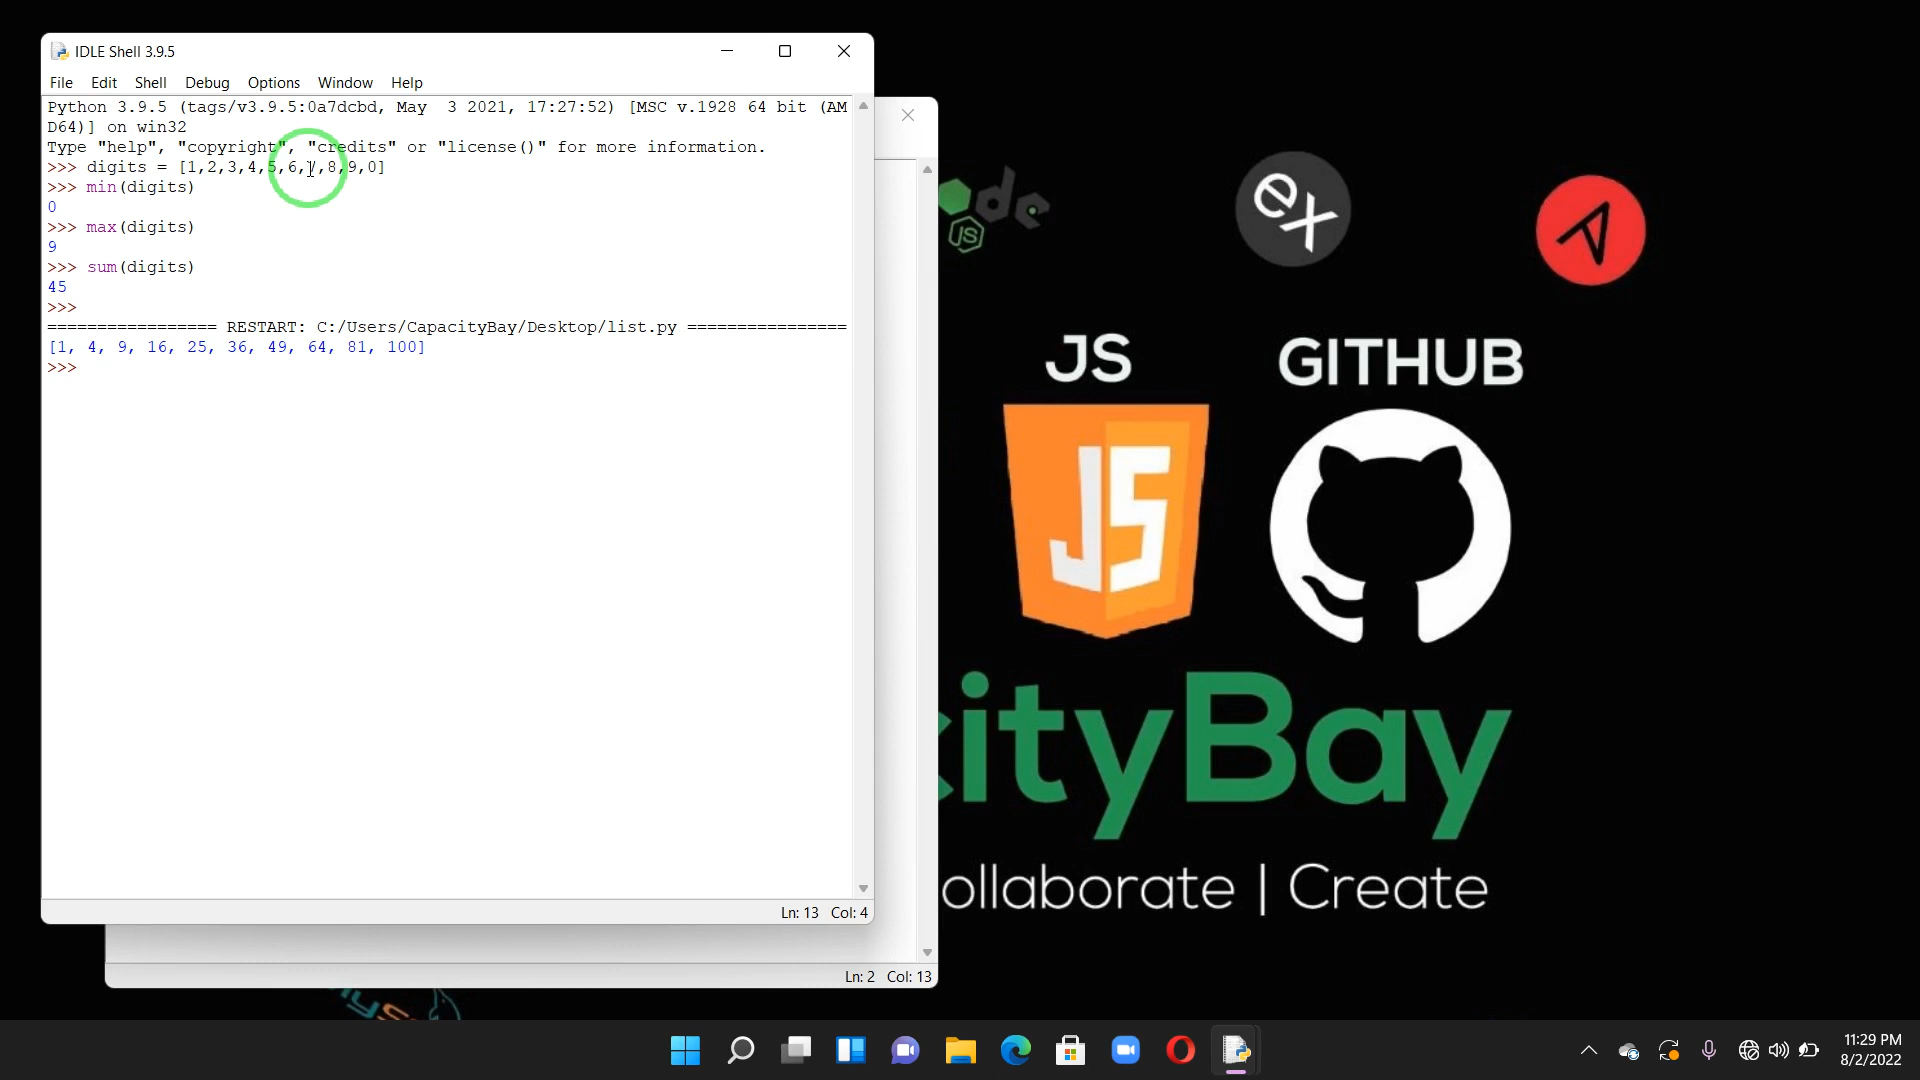 IDLE Shell 3.9.5
File Edit Shell Debug Options Window Help
Python 3.9.5 (tags/v3.9.5:0a7dcbd, May  3 2021, 17:27:52) [MSC v.1928 64 bit (AM
D64)] on win32
Type "help", "copyright", "credits" or "license()" for more information.
>>> digits = [1,2,3,4,5,6,7,8,9,0]
>>> min(digits)
0
>>> max(digits)
9
>>> sum(digits)
45
>>>
================= RESTART: C:/Users/CapacityBay/Desktop/list.py ================
[1, 4, 9, 16, 25, 36, 49, 64, 81, 100]
>>>
Ln: 13 Col: 4
Ln: 2 Col: 13
de
JS
ex
A
JS
GITHUB
JS
cityBay
ollaborate | Create
11:29 PM
8/2/2022